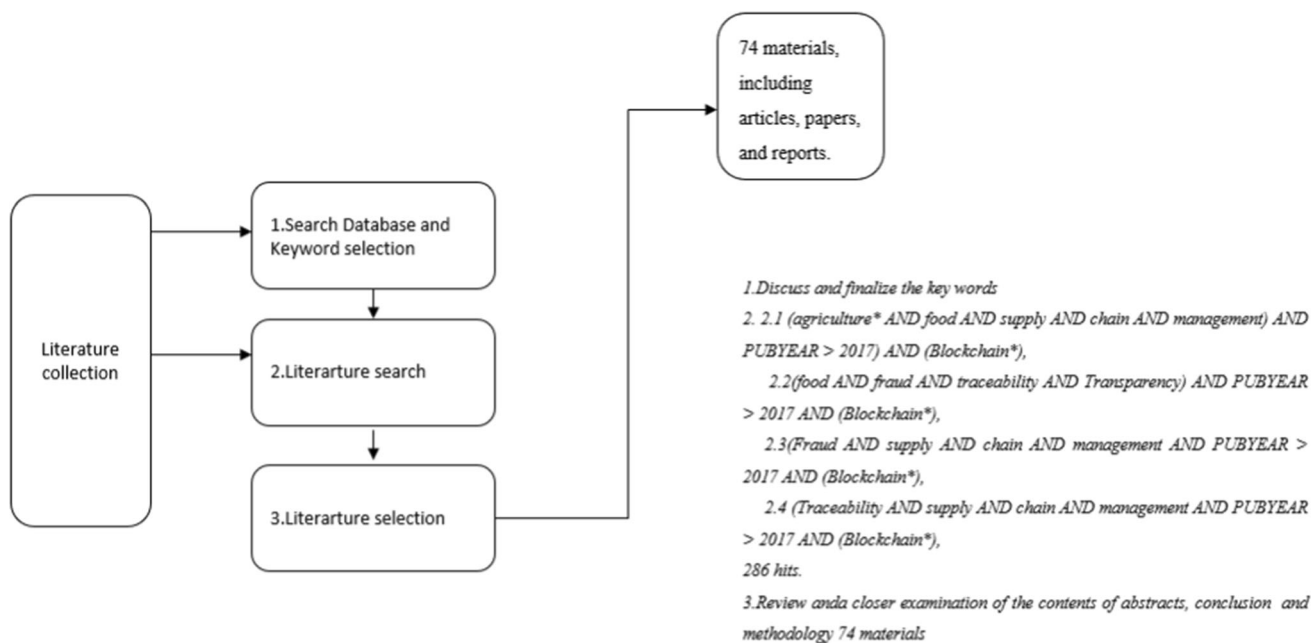 74 materials,
including
articles, papers,
and reports.
Literature
collection
1.Search Database and
Keyword selection
2.Literarture search
3.Literarture selection
1.Discuss and finalize the key words
2. 2.1 (agriculture* AND food AND supply AND chain AND management) AND
PUBYEAR > 2017) AND (Blockchain*),
2.2(food AND fraud AND traceability AND Transparency) AND PUBYEAR
> 2017 AND (Blockchain*),
2.3(Fraud AND supply AND chain AND management AND PUBYEAR >
2017 AND (Blockchain*),
2.4 (Traceability AND supply AND chain AND management AND PUBYEAR
> 2017 AND (Blockchain*),
286 hits.
3.Review anda closer examination of the contents of abstracts, conclusion and
methodology 74 materials